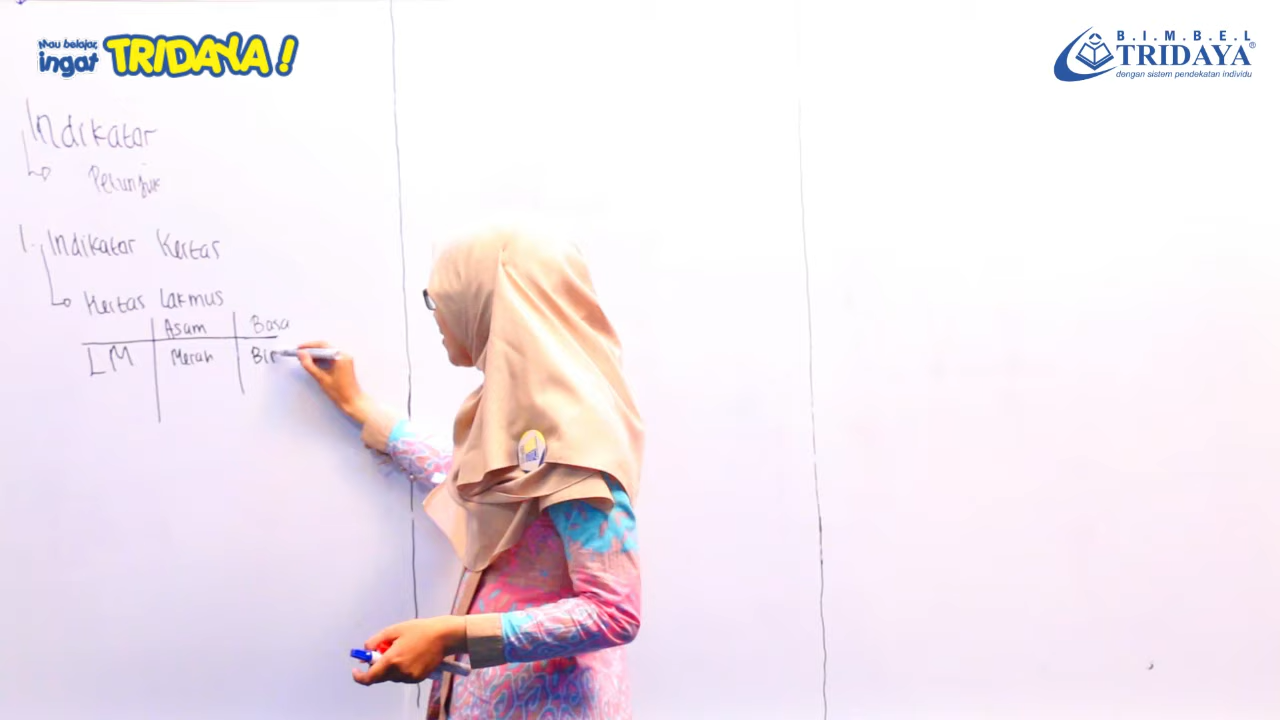 Mau belajar,
ingat TRIDAYA!
B.I.M.B.E.L
TRIDAYA®
dengan sistem pendekatan individu
Indikator
Petunjuk
1. Indikator Kertas
Kertas Lakmus
Asam Basa
LM Merah Bir